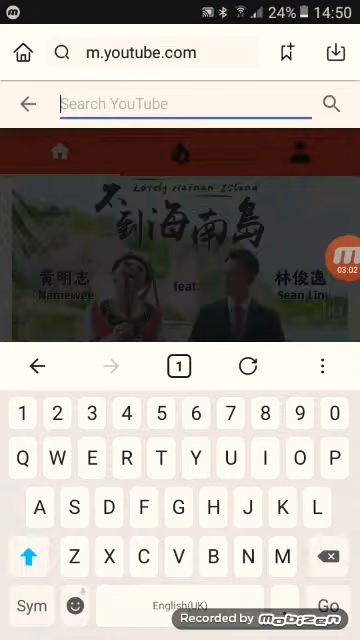 24% 14:50
m.youtube.com
Search YouTube
Lovely Hainan Island
不到海南島
黃明志 林俊逸
Namewee feat. Sean Lin
03:02
1
1 2 3 4 5 6 7 8 9 0
Q W E R T Y U I O P
A S D F G H J K L
Z X C V B N M
Sym English(UK) Go
Recorded by mobizen